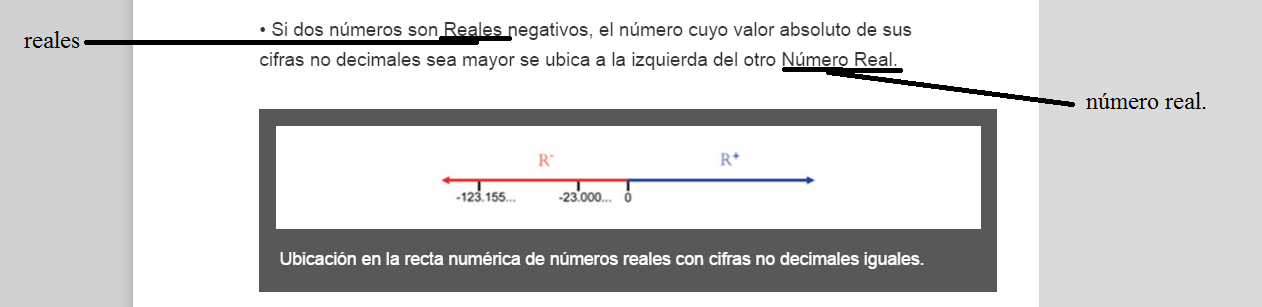 • Si dos números son Reales negativos, el número cuyo valor absoluto de sus
reales
cifras no decimales sea mayor se ubica a la izquierda del otro Número Real.
número real.
R⁻ R⁺
-123.155... -23.000... 0
Ubicación en la recta numérica de números reales con cifras no decimales iguales.